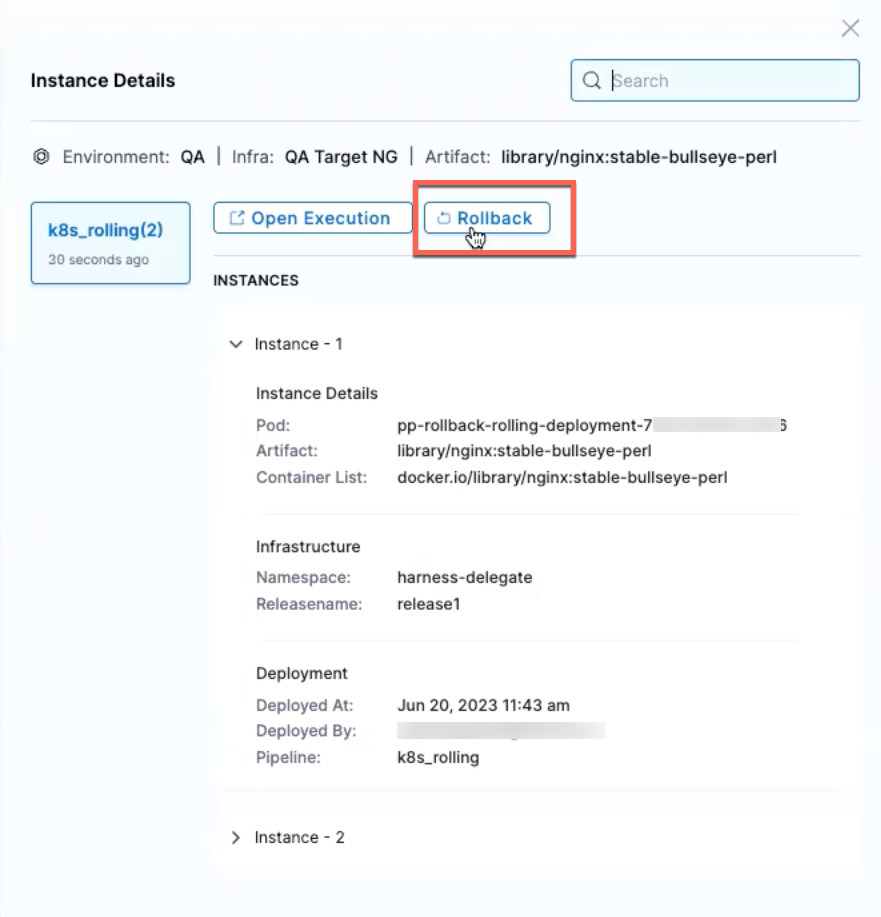 Instance Details
Search
Environment: QA | Infra: QA Target NG | Artifact: library/nginx:stable-bullseye-perl
k8s_rolling(2)
30 seconds ago
Open Execution
Rollback
INSTANCES
Instance - 1
Instance Details
Pod: pp-rollback-rolling-deployment-7 6
Artifact: library/nginx:stable-bullseye-perl
Container List: docker.io/library/nginx:stable-bullseye-perl
Infrastructure
Namespace: harness-delegate
Releasename: release1
Deployment
Deployed At: Jun 20, 2023 11:43 am
Deployed By:
Pipeline: k8s_rolling
Instance - 2